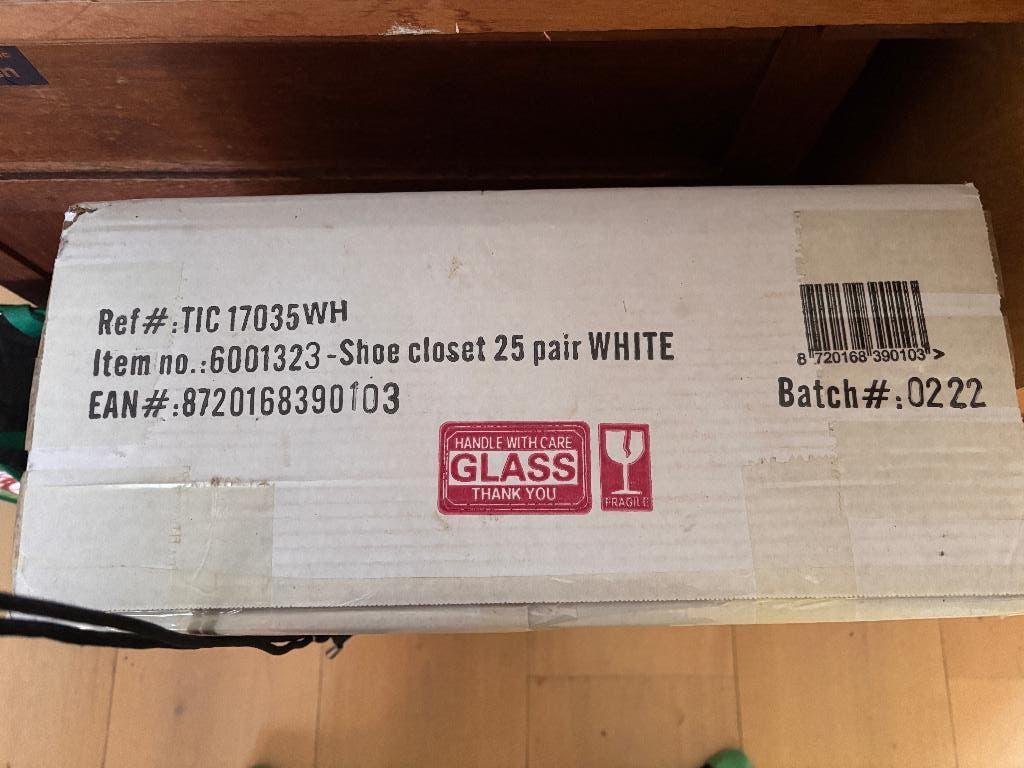 Ref#:TIC 17035WH
Item no.:6001323-Shoe closet 25 pair WHITE
EAN#:8720168390103
8 720168 390103 >
Batch#:0222
HANDLE WITH CARE
GLASS
THANK YOU
FRAGILE